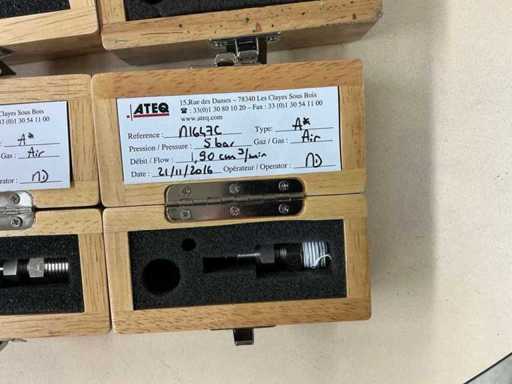 ATEQ
15, Rue des Dames – 78340 Les Clayes Sous Bois
☎ : 33(0)1 30 80 10 20 – Fax : 33 (0)1 30 54 11 00
www.ateq.com
Reference : N1647C Type: A*
Pression / Pressure : 5 bar Gaz / Gas : Air
Débit / Flow : 1,90 cm³/min
Date : 21/11/2016 Opérateur / Operator :
Clayes Sous Bois
33 (0)1 30 54 11 00
A*
Gas : Air
rator :